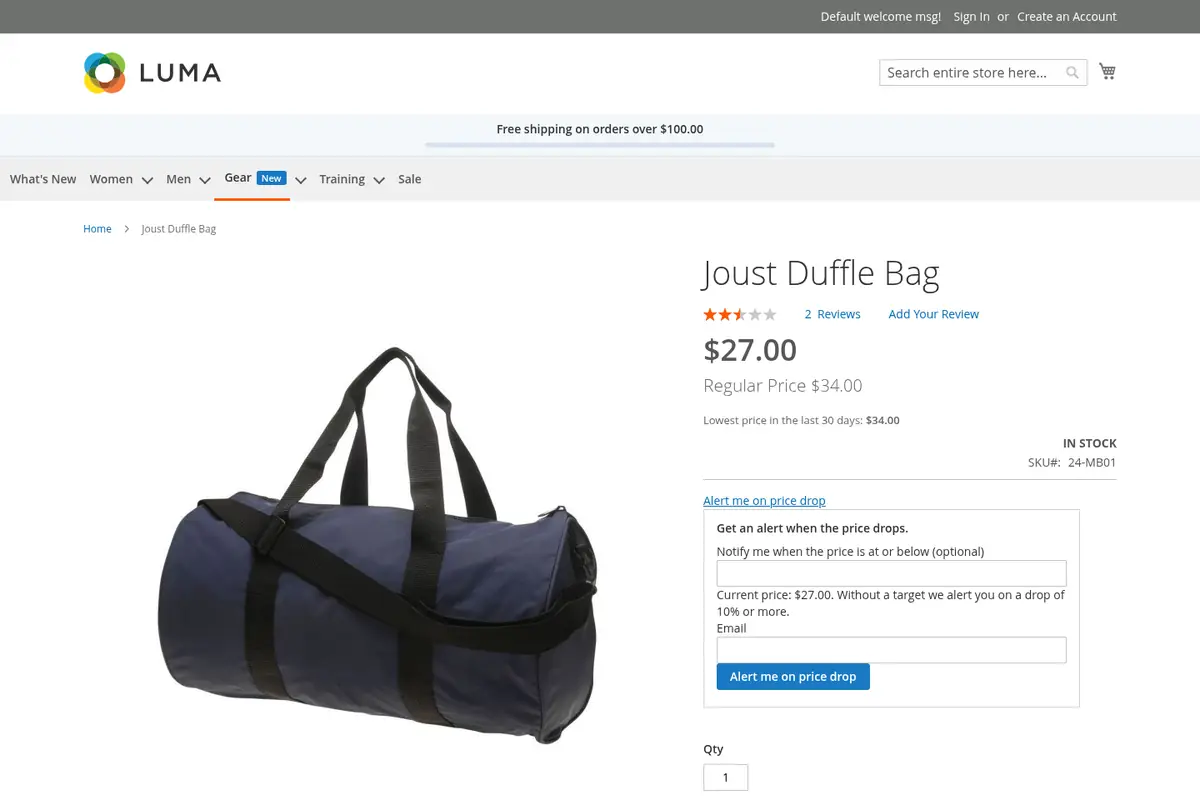 Default welcome msg! Sign In or Create an Account
LUMA
Search entire store here...
Free shipping on orders over $100.00
What's New Women Men Gear New Training Sale
Home > Joust Duffle Bag
Joust Duffle Bag
2 Reviews Add Your Review
$27.00
Regular Price $34.00
Lowest price in the last 30 days: $34.00
IN STOCK
SKU#: 24-MB01
Alert me on price drop
Get an alert when the price drops.
Notify me when the price is at or below (optional)
Current price: $27.00. Without a target we alert you on a drop of
10% or more.
Email
Alert me on price drop
Qty
1